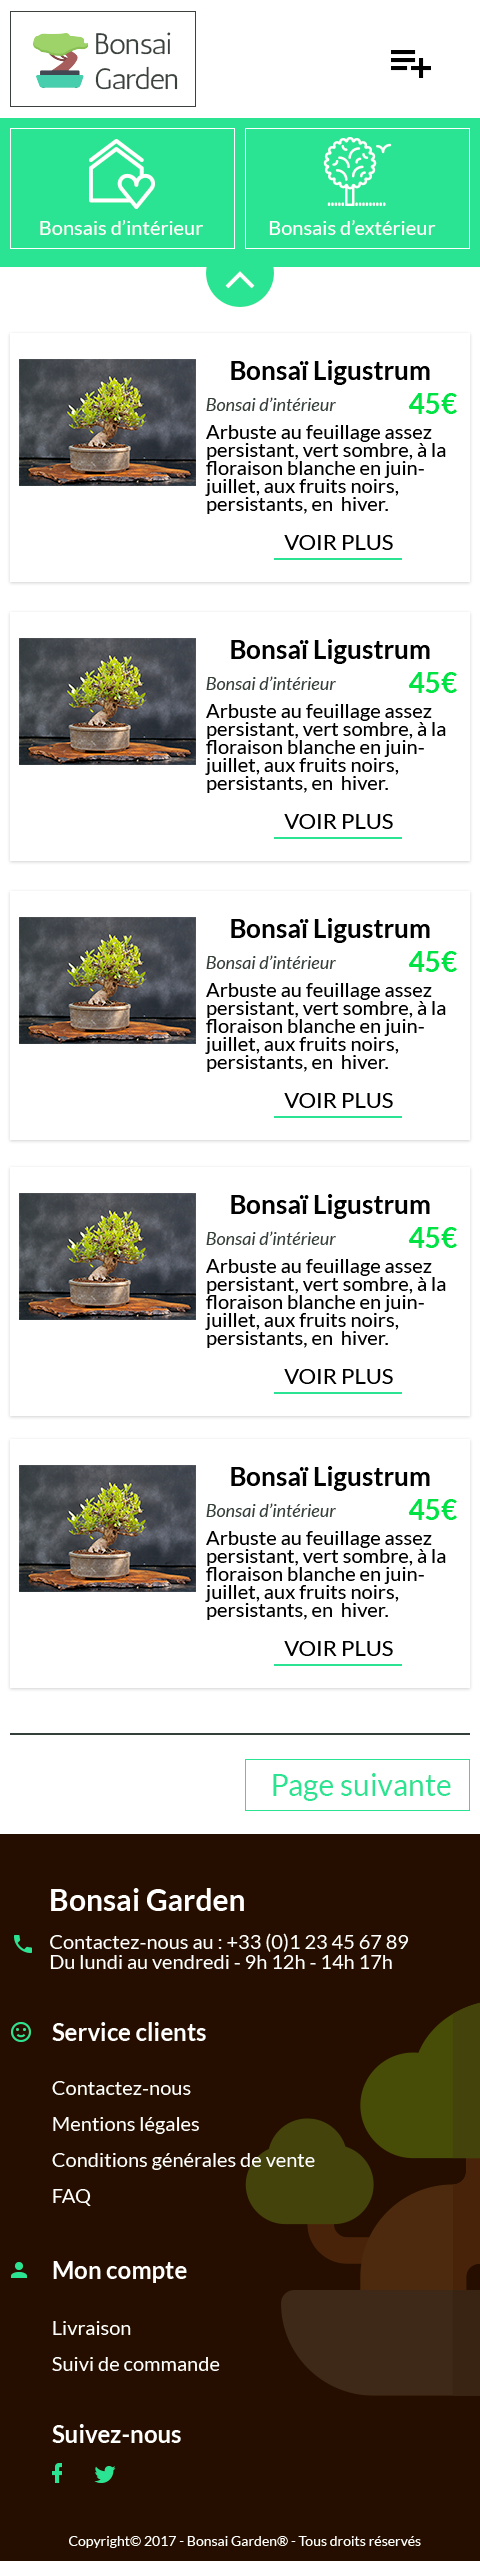 Bonsai
Garden
Bonsais d’intérieur
Bonsais d’extérieur
Bonsaï Ligustrum
Bonsai d’intérieur 45€
Arbuste au feuillage assez
persistant, vert sombre, à la
floraison blanche en juin-
juillet, aux fruits noirs,
persistants, en hiver.
VOIR PLUS
Bonsaï Ligustrum
Bonsai d’intérieur 45€
Arbuste au feuillage assez
persistant, vert sombre, à la
floraison blanche en juin-
juillet, aux fruits noirs,
persistants, en hiver.
VOIR PLUS
Bonsaï Ligustrum
Bonsai d’intérieur 45€
Arbuste au feuillage assez
persistant, vert sombre, à la
floraison blanche en juin-
juillet, aux fruits noirs,
persistants, en hiver.
VOIR PLUS
Bonsaï Ligustrum
Bonsai d’intérieur 45€
Arbuste au feuillage assez
persistant, vert sombre, à la
floraison blanche en juin-
juillet, aux fruits noirs,
persistants, en hiver.
VOIR PLUS
Bonsaï Ligustrum
Bonsai d’intérieur 45€
Arbuste au feuillage assez
persistant, vert sombre, à la
floraison blanche en juin-
juillet, aux fruits noirs,
persistants, en hiver.
VOIR PLUS
Page suivante
Bonsai Garden
Contactez-nous au : +33 (0)1 23 45 67 89
Du lundi au vendredi - 9h 12h - 14h 17h
Service clients
Contactez-nous
Mentions légales
Conditions générales de vente
FAQ
Mon compte
Livraison
Suivi de commande
Suivez-nous
Copyright© 2017 - Bonsai Garden® - Tous droits réservés